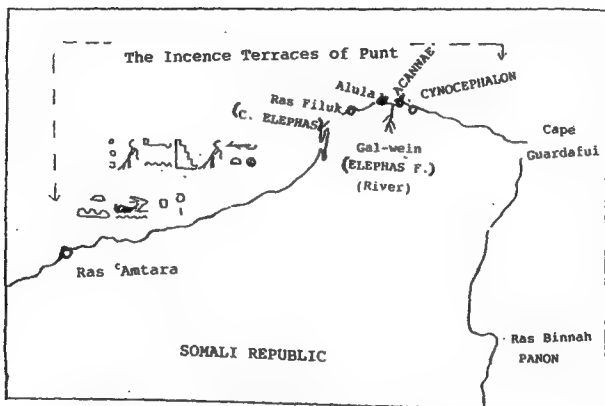 The Incence Terraces of Punt
ACANNAE
Alula
CYNOCEPHALON
Ras Filuk
(C. ELEPHAS)
Cape
Guardafui
Gal-wein
(ELEPHAS F.)
(River)
Ras ᶜAmtara
Ras Binnah
PANON
SOMALI REPUBLIC